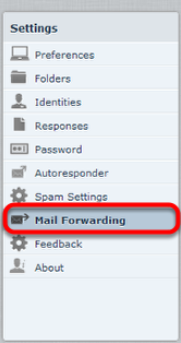 Settings
Preferences
Folders
Identities
Responses
Password
Autoresponder
Spam Settings
Mail Forwarding
Feedback
About